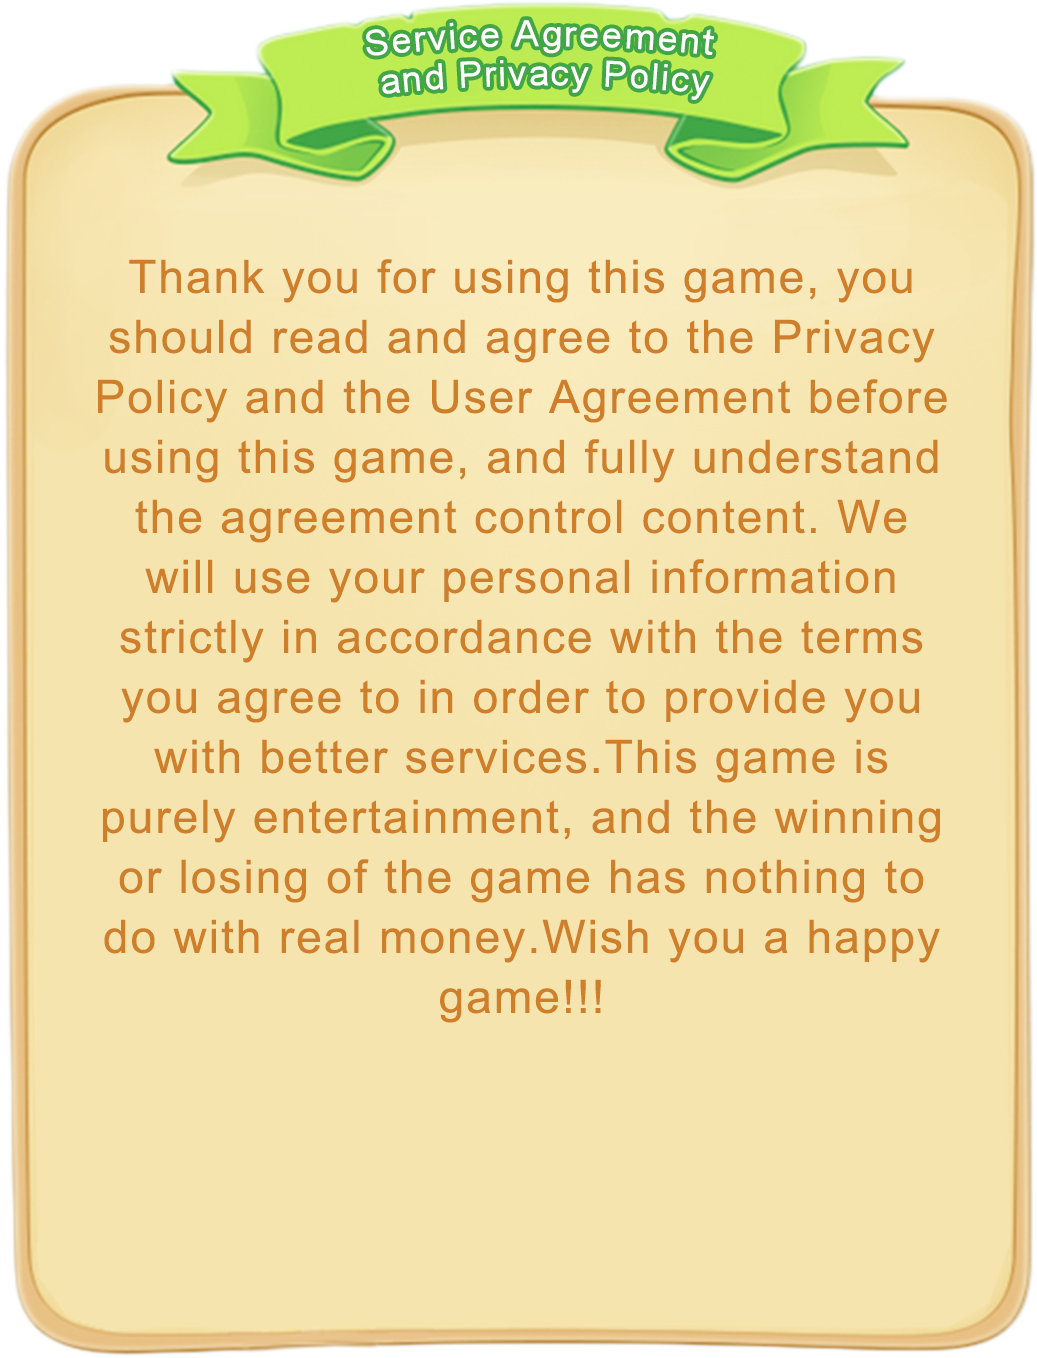 Service Agreement
and Privacy Policy
Thank you for using this game, you
should read and agree to the Privacy
Policy and the User Agreement before
using this game, and fully understand
the agreement control content. We
will use your personal information
strictly in accordance with the terms
you agree to in order to provide you
with better services.This game is
purely entertainment, and the winning
or losing of the game has nothing to
do with real money.Wish you a happy
game!!!